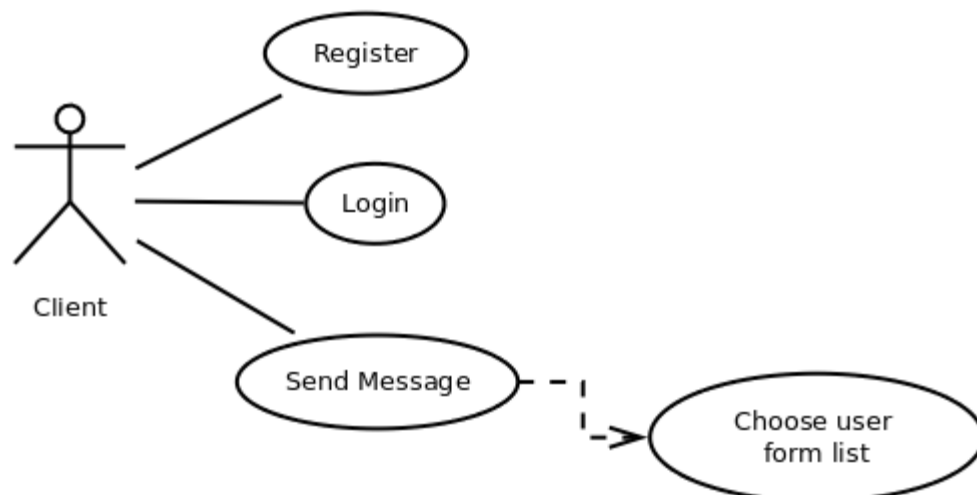 Register
Login
Client
Send Message
Choose user
form list